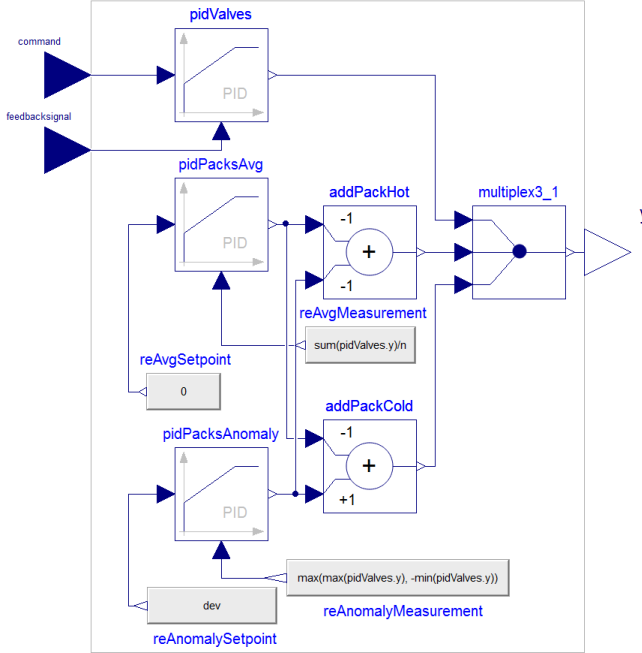 pidValves
command
PID
feedbacksignal
pidPacksAvg
PID
addPackHot
-1
+
-1
multiplex3_1
y
reAvgMeasurement
sum(pidValves.y)/n
reAvgSetpoint
0
addPackCold
-1
+
+1
pidPacksAnomaly
PID
max(max(pidValves.y), -min(pidValves.y))
dev
reAnomalyMeasurement
reAnomalySetpoint